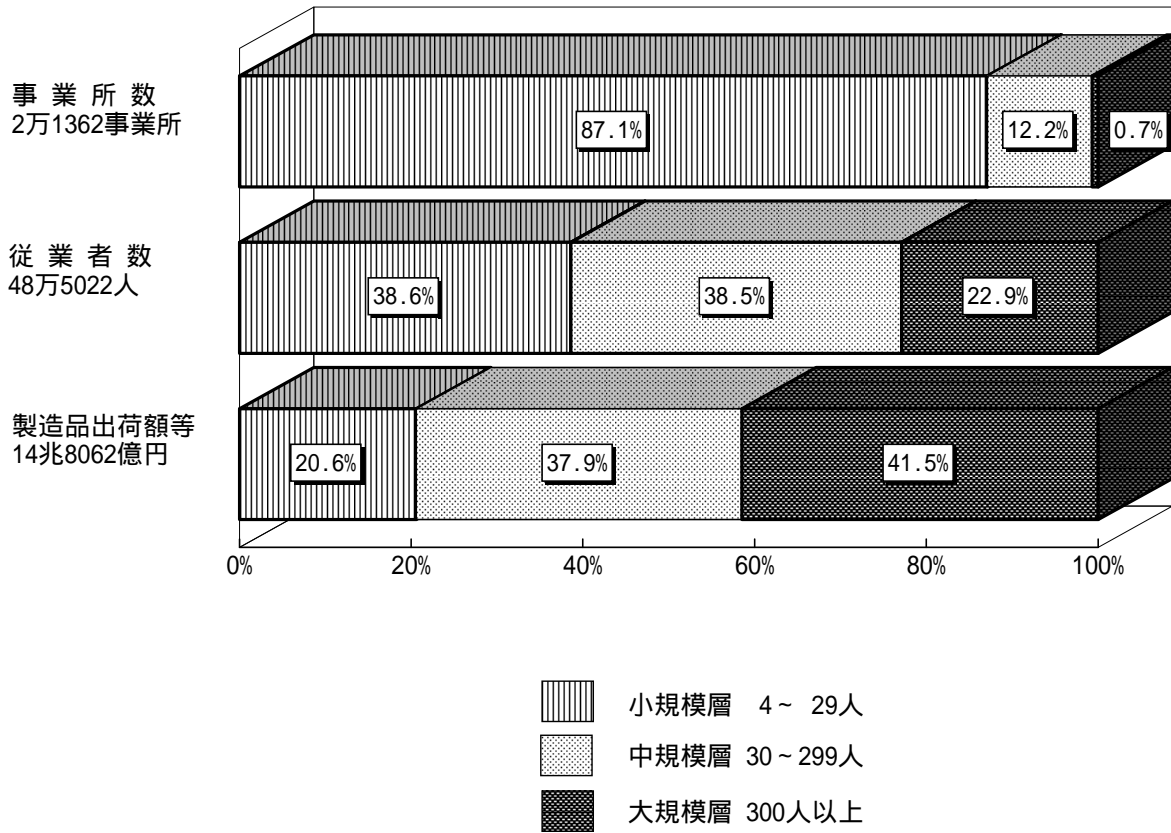 事業所数
2万1362事業所
87.1%
12.2%
0.7%
従業者数
48万5022人
38.6%
38.5%
22.9%
製造品出荷額等
14兆8062億円
20.6%
37.9%
41.5%
0%
20%
40%
60%
80%
100%
小規模層 4~ 29人
中規模層 30~299人
大規模層 300人以上